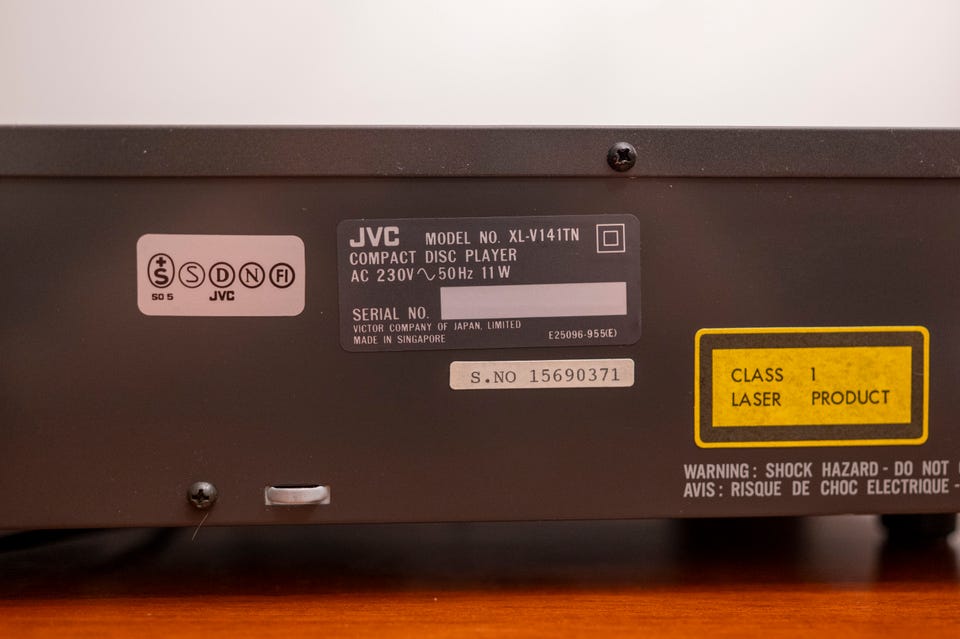 +S S D N FI
SO 5 JVC
JVC MODEL NO. XL-V141TN
COMPACT DISC PLAYER
AC 230V ~ 50Hz 11W
SERIAL NO.
VICTOR COMPANY OF JAPAN, LIMITED
MADE IN SINGAPORE E25096-955(E)
S.NO 15690371
CLASS 1
LASER PRODUCT
WARNING : SHOCK HAZARD - DO NOT
AVIS : RISQUE DE CHOC ELECTRIQUE -